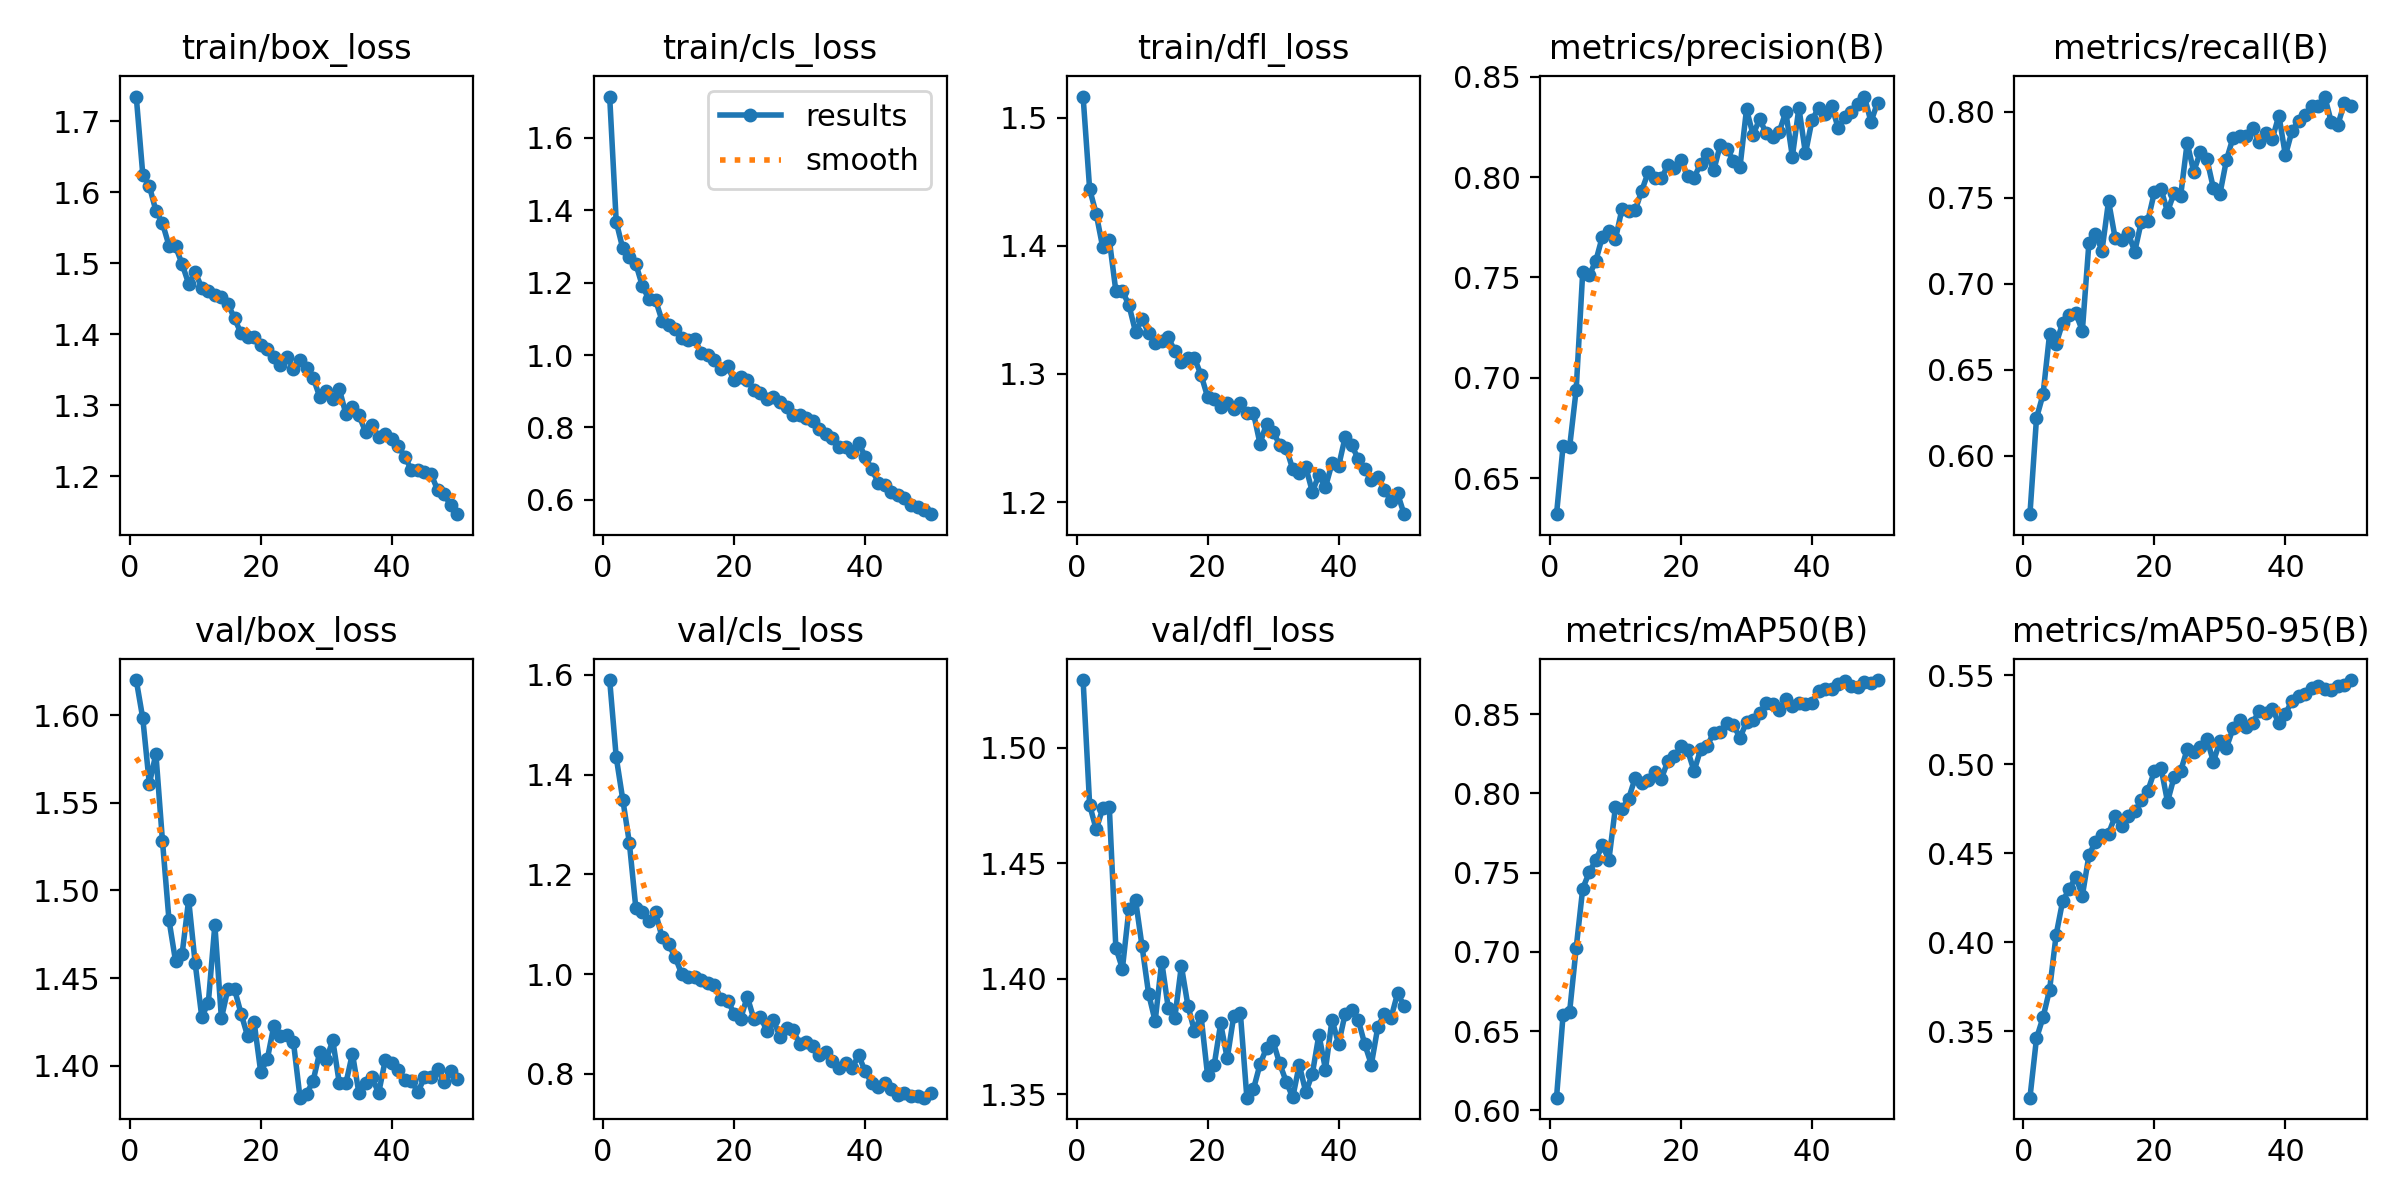 train/box_loss
1.7
1.6
1.5
1.4
1.3
1.2
0 20 40
train/cls_loss
results
smooth
1.6
1.4
1.2
1.0
0.8
0.6
0 20 40
train/dfl_loss
1.5
1.4
1.3
1.2
0 20 40
metrics/precision(B)
0.85
0.80
0.75
0.70
0.65
0 20 40
metrics/recall(B)
0.80
0.75
0.70
0.65
0.60
0 20 40
val/box_loss
1.60
1.55
1.50
1.45
1.40
0 20 40
val/cls_loss
1.6
1.4
1.2
1.0
0.8
0 20 40
val/dfl_loss
1.50
1.45
1.40
1.35
0 20 40
metrics/mAP50(B)
0.85
0.80
0.75
0.70
0.65
0.60
0 20 40
metrics/mAP50-95(B)
0.55
0.50
0.45
0.40
0.35
0 20 40